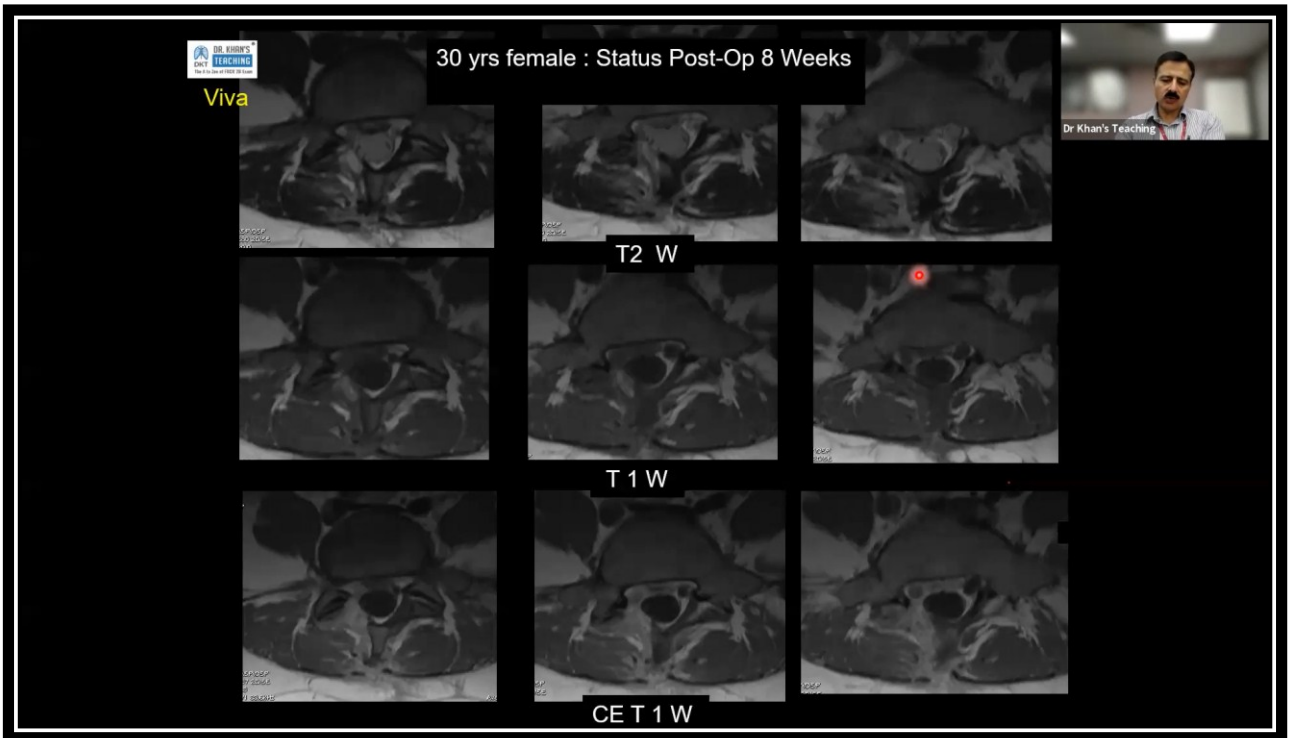 DR. KHAN'S
DKT TEACHING
Viva
30 yrs female : Status Post-Op 8 Weeks
Dr Khan's Teaching
T2 W
T 1 W
CE T 1 W